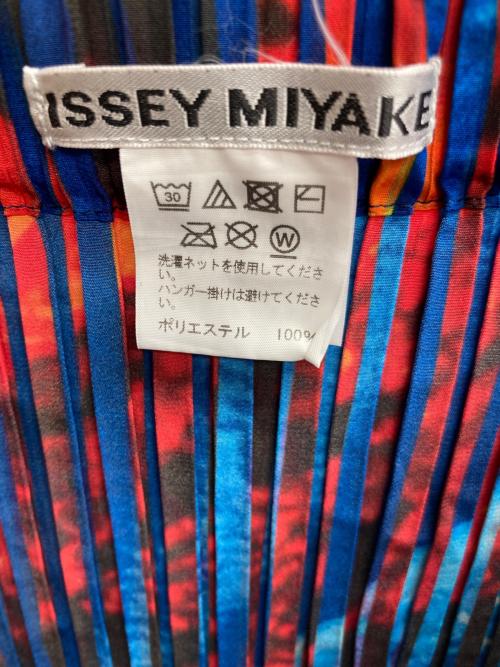 ISSEY MIYAKE
30
W
洗濯ネットを使用してくださ
い。
ハンガー掛けは避けてくださ
い。
ポリエステル 100%